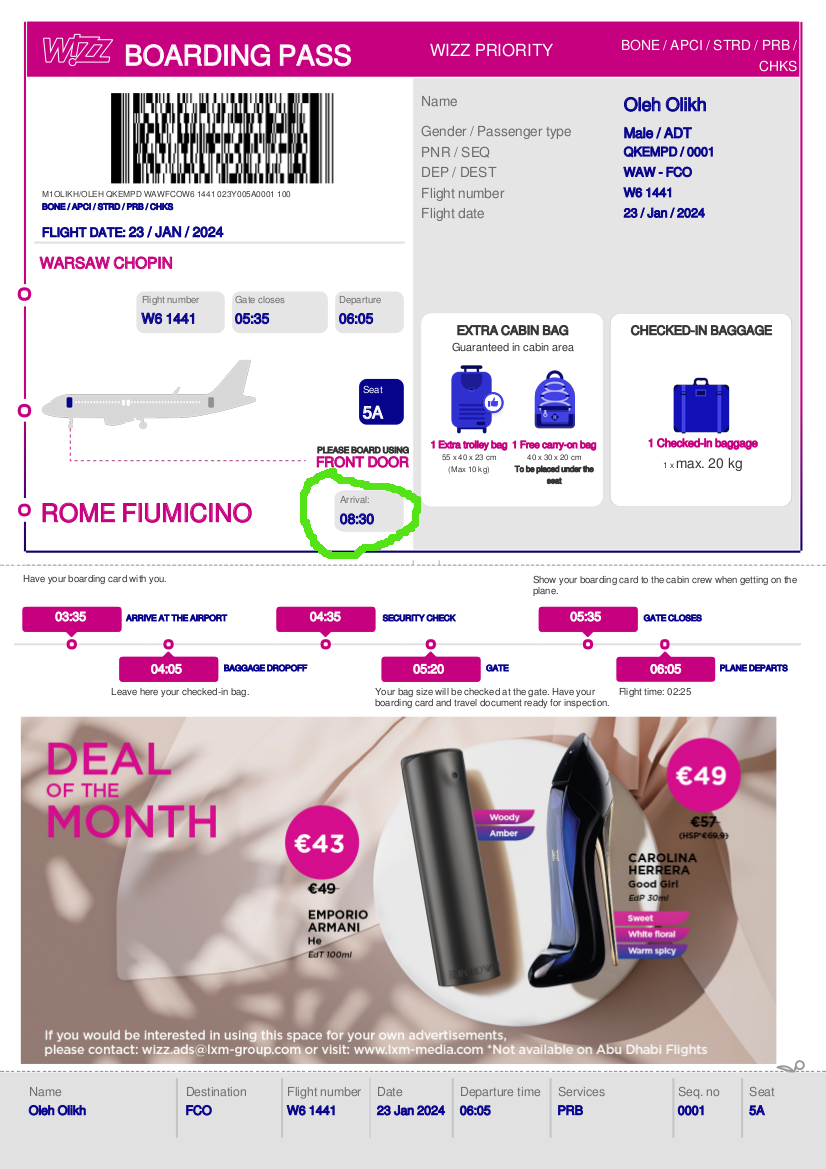 Wizz BOARDING PASS
WIZZ PRIORITY
BONE / APCI / STRD / PRB /
CHKS
M1OLIKH/OLEH QKEMPD WAWFCOW6 1441 023Y005A0001 100
BONE / APCI / STRD / PRB / CHKS
FLIGHT DATE: 23 / JAN / 2024
WARSAW CHOPIN
Flight number
W6 1441
Gate closes
05:35
Departure
06:05
Seat
5A
PLEASE BOARD USING
FRONT DOOR
ROME FIUMICINO
Arrival:
08:30
Name Oleh Olikh
Gender / Passenger type Male / ADT
PNR / SEQ QKEMPD / 0001
DEP / DEST WAW - FCO
Flight number W6 1441
Flight date 23 / Jan / 2024
EXTRA CABIN BAG
Guaranteed in cabin area
1 Extra trolley bag
55 x 40 x 23 cm
(Max 10 kg)
1 Free carry-on bag
40 x 30 x 20 cm
To be placed under the
seat
CHECKED-IN BAGGAGE
1 Checked-in baggage
1 x max. 20 kg
Have your boarding card with you.
Show your boarding card to the cabin crew when getting on the
plane.
03:35 ARRIVE AT THE AIRPORT
04:35 SECURITY CHECK
05:35 GATE CLOSES
04:05 BAGGAGE DROPOFF
05:20 GATE
06:05 PLANE DEPARTS
Leave here your checked-in bag.
Your bag size will be checked at the gate. Have your
boarding card and travel document ready for inspection.
Flight time: 02:25
DEAL
OF THE
MONTH
€43
€49
EMPORIO
ARMANI
He
EdT 100ml
Woody
Amber
€49
€57
(HSP*€69,9)
CAROLINA
HERRERA
Good Girl
EdP 30ml
Sweet
White floral
Warm spicy
If you would be interested in using this space for your own advertisements,
please contact: wizz.ads@lxm-group.com or visit: www.lxm-media.com *Not available on Abu Dhabi Flights
Name Destination Flight number Date Departure time Services Seq. no Seat
Oleh Olikh FCO W6 1441 23 Jan 2024 06:05 PRB 0001 5A